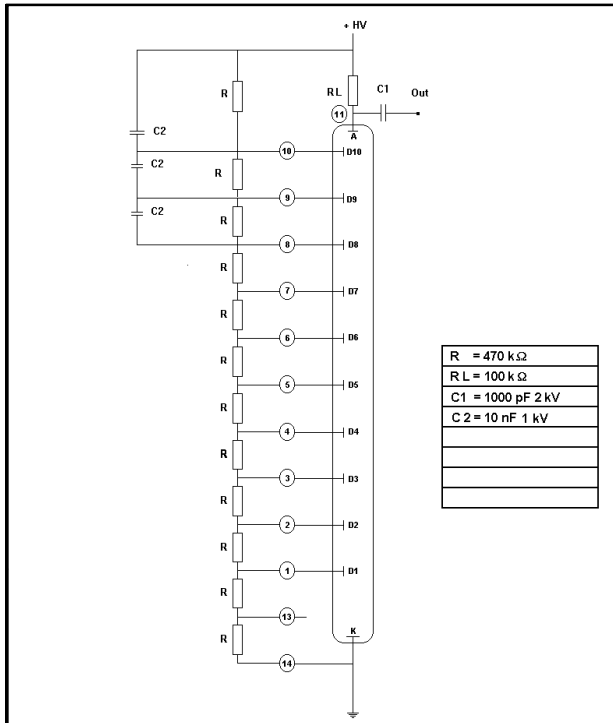 + HV
R
RL
C1
Out
11
A
C2
10
D10
C2
R
9
D9
C2
R
8
D8
R
7
D7
R
6
D6
R
5
D5
R
4
D4
R
3
D3
R
2
D2
R
1
D1
R
13
R
K
14
R = 470 kΩ
RL = 100 kΩ
C1 = 1000 pF 2 kV
C 2 = 10 nF 1 kV